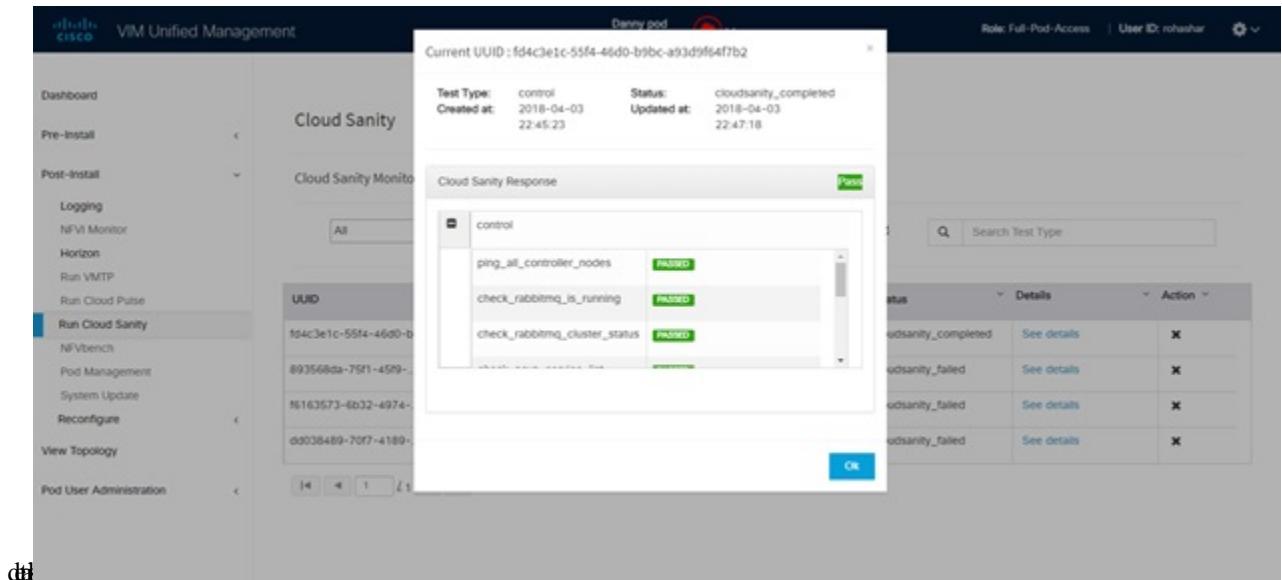 CISCO VIM Unified Management
Danny pod
Role: Full-Pod-Access | User ID: rohashar
Current UUID : fd4c3e1c-55f4-46d0-b9bc-a93d9f64f7b2
Test Type: control Status: cloudsanity_completed
Created at: 2018-04-03 22:45:23 Updated at: 2018-04-03 22:47:18
Cloud Sanity Response Pass
control
ping_all_controller_nodes PASSED
check_rabbitmq_is_running PASSED
check_rabbitmq_cluster_status PASSED
Ok
Dashboard
Pre-Install
Post-Install
Logging
NFVI Monitor
Horizon
Run VMTP
Run Cloud Pulse
Run Cloud Sanity
NFVbench
Pod Management
System Update
Reconfigure
View Topology
Pod User Administration
Cloud Sanity
Cloud Sanity Monito
All
Search Test Type
UUID atus Details Action
fd4c3e1c-55f4-46d0-b udsanity_completed See details
893568da-75f1-45f9-... udsanity_failed See details
f6163573-6b32-4974-... udsanity_failed See details
dd038489-70f7-4189-... udsanity_failed See details
1 / 1